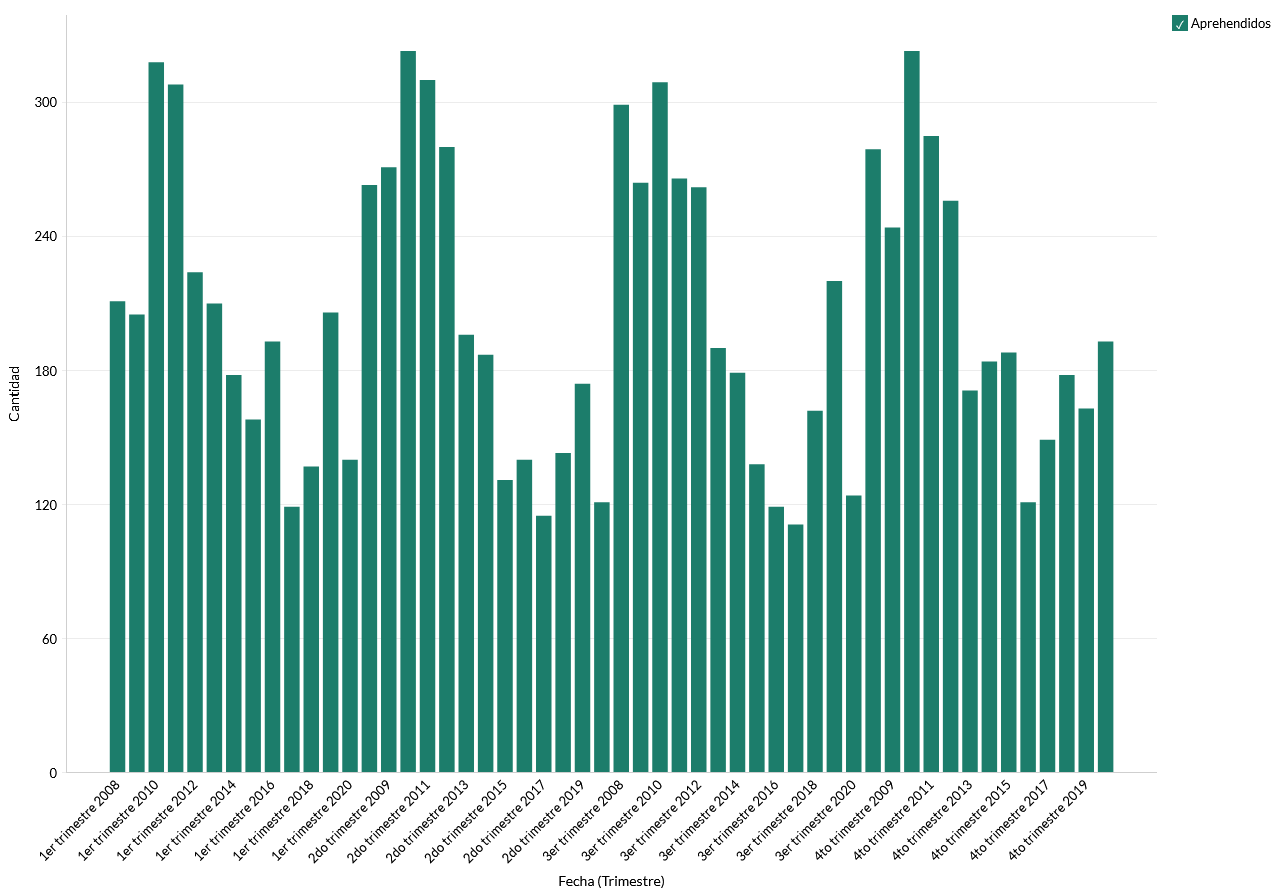 Aprehendidos
300
240
180
120
60
0
Cantidad
1er trimestre 2008
1er trimestre 2010
1er trimestre 2012
1er trimestre 2014
1er trimestre 2016
1er trimestre 2018
1er trimestre 2020
2do trimestre 2009
2do trimestre 2011
2do trimestre 2013
2do trimestre 2015
2do trimestre 2017
2do trimestre 2019
3er trimestre 2008
3er trimestre 2010
3er trimestre 2012
3er trimestre 2014
3er trimestre 2016
3er trimestre 2018
3er trimestre 2020
4to trimestre 2009
4to trimestre 2011
4to trimestre 2013
4to trimestre 2015
4to trimestre 2017
4to trimestre 2019
Fecha (Trimestre)